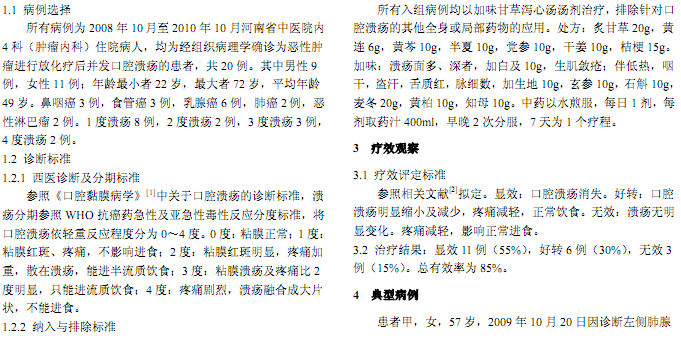 1.1 病例选择
所有病例为 2008 年 10 月至 2010 年 10 月河南省中医院内
4 科（肿瘤内科）住院病人，均为经组织病理学确诊为恶性肿
瘤进行放化疗后并发口腔溃疡的患者，共 20 例。其中男性 9
例，女性 11 例；年龄最小者 22 岁，最大者 72 岁，平均年龄
49 岁。鼻咽癌 3 例，食管癌 3 例，乳腺癌 6 例，肺癌 2 例，恶
性淋巴瘤 2 例。1 度溃疡 8 例，2 度溃疡 2 例，3 度溃疡 3 例，
4 度溃疡 2 例。
1.2 诊断标准
1.2.1 西医诊断及分期标准
参照《口腔黏膜病学》[1]中关于口腔溃疡的诊断标准，溃
疡分期参照 WHO 抗癌药急性及亚急性毒性反应分度标准，将
口腔溃疡依轻重反应程度分为 0～4 度。0 度：粘膜正常；1 度：
粘膜红斑、疼痛，不影响进食；2 度：粘膜红斑明显，疼痛加
重，散在溃疡，能进半流质饮食；3 度：粘膜溃疡及疼痛比 2
度明显，只能进流质饮食；4 度：疼痛剧烈，溃疡融合成大片
状，不能进食。
1.2.2 纳入与排除标准
所有入组病例均以加味甘草泻心汤汤剂治疗，排除针对口
腔溃疡的其他全身或局部药物的应用。处方：炙甘草 20g，黄
连 6g，黄芩 10g，半夏 10g，党参 10g，干姜 10g，桔梗 15g。
加味：溃疡面多、深者，加白及 10g，生肌敛疮；伴低热，咽
干，盗汗，舌质红，脉细数，加生地 10g，玄参 10g，石斛 10g，
麦冬 20g，黄柏 10g，知母 10g。中药以水煎服，每日 1 剂，每
剂取药汁 400ml，早晚 2 次分服，7 天为 1 个疗程。
3 疗效观察
3.1 疗效评定标准
参照相关文献[2]拟定。显效：口腔溃疡消失。好转：口腔
溃疡明显缩小及减少，疼痛减轻，正常饮食。无效：溃疡无明
显变化。疼痛减轻，影响正常进食。
3.2 治疗结果：显效 11 例（55%），好转 6 例（30%），无效 3
例（15%）。总有效率为 85%。
4 典型病例
患者甲，女，57 岁，2009 年 10 月 20 日因诊断左侧肺腺